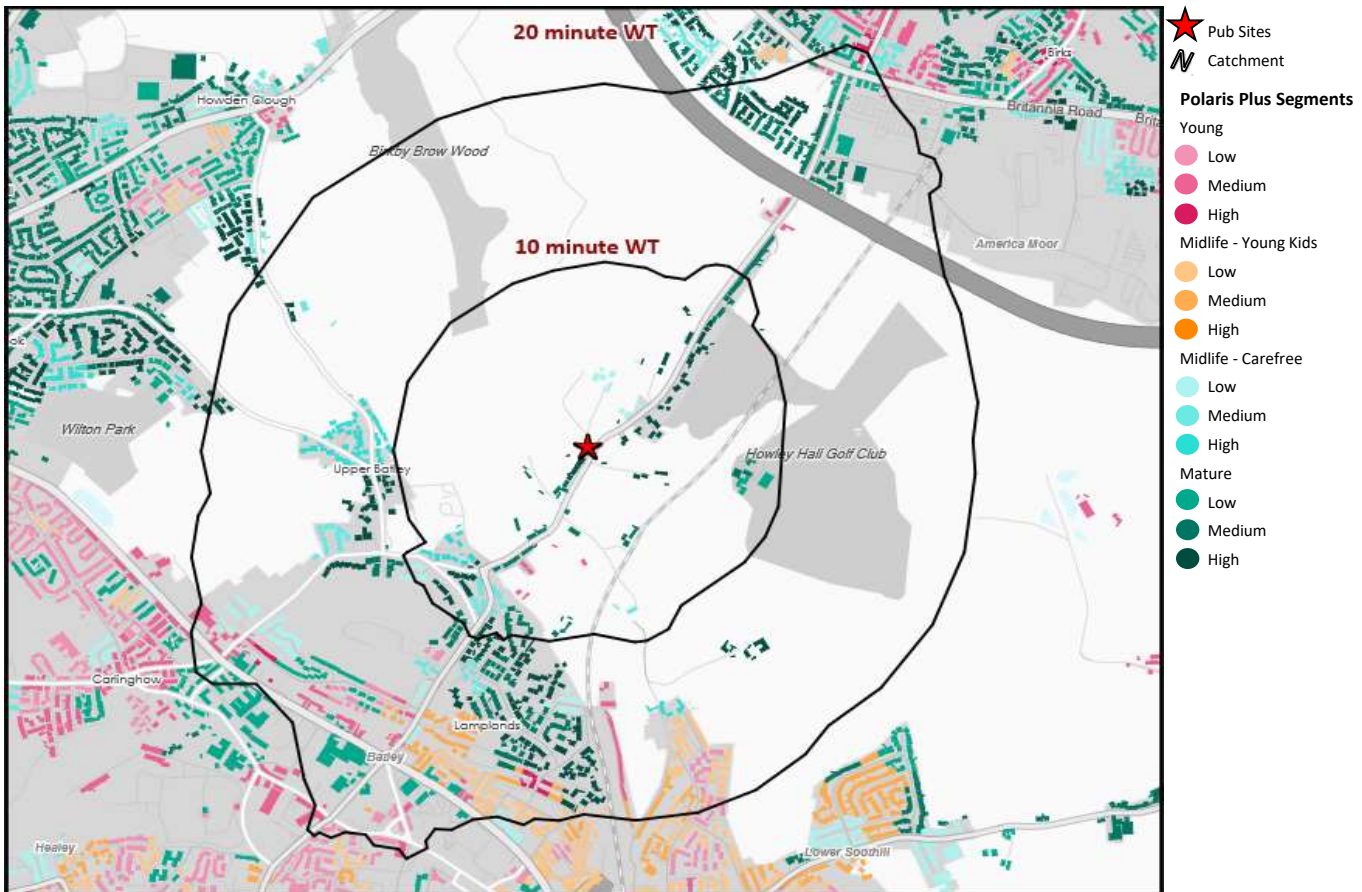 20 minute WT
Birks
Howden Clough
Britannia Road
Birkby Brow Wood
10 minute WT
America Moor
Wilton Park
Upper Batley
Howley Hall Golf Club
Carlinghow
Lamplands
Batley
Healey
Lower Soothill
Pub Sites
Catchment
Polaris Plus Segments
Young
Low
Medium
High
Midlife - Young Kids
Low
Medium
High
Midlife - Carefree
Low
Medium
High
Mature
Low
Medium
High